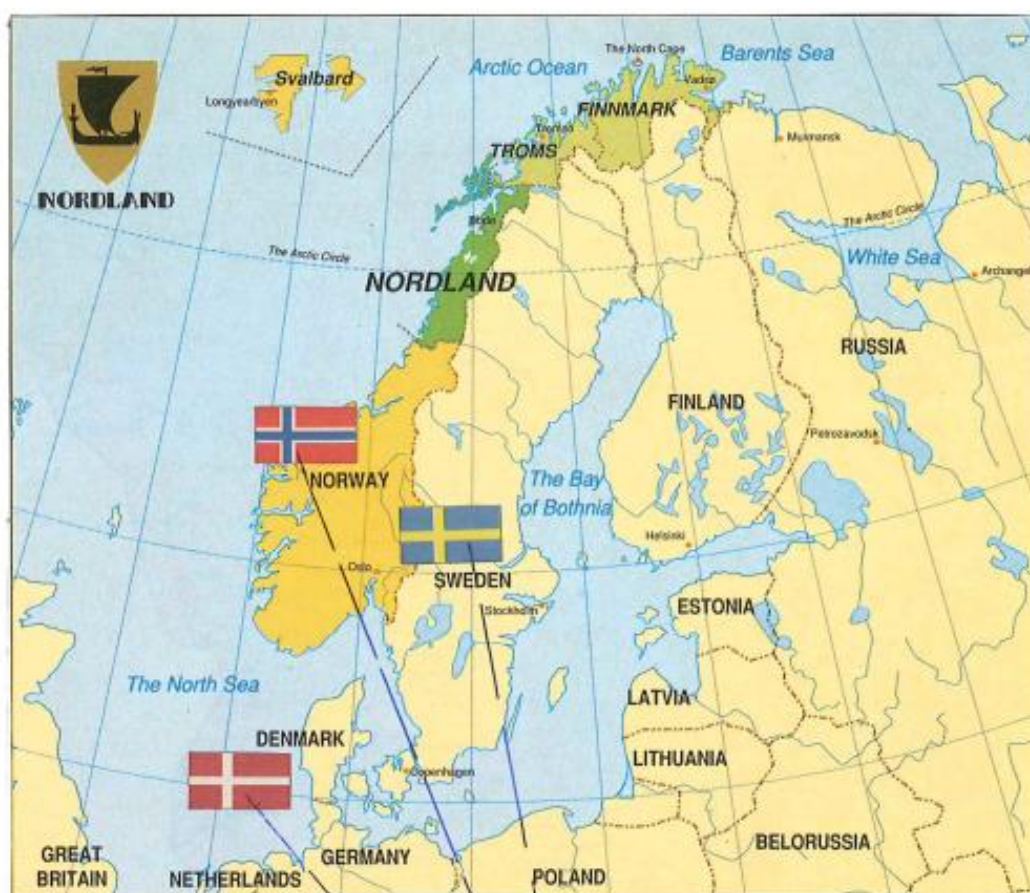 The North Cape
Barents Sea
Arctic Ocean
Svalbard
Longyearbyen
Vadsø
FINNMARK
Tromsø
TROMS
Murmansk
NORDLAND
Bodø
The Arctic Circle
The Arctic Circle
White Sea
Archangel
NORDLAND
RUSSIA
FINLAND
Petrozavodsk
NORWAY
The Bay
of Bothnia
Helsinki
Oslo
SWEDEN
Stockholm
ESTONIA
The North Sea
LATVIA
DENMARK
LITHUANIA
Copenhagen
BELORUSSIA
GREAT
BRITAIN
GERMANY
NETHERLANDS
POLAND